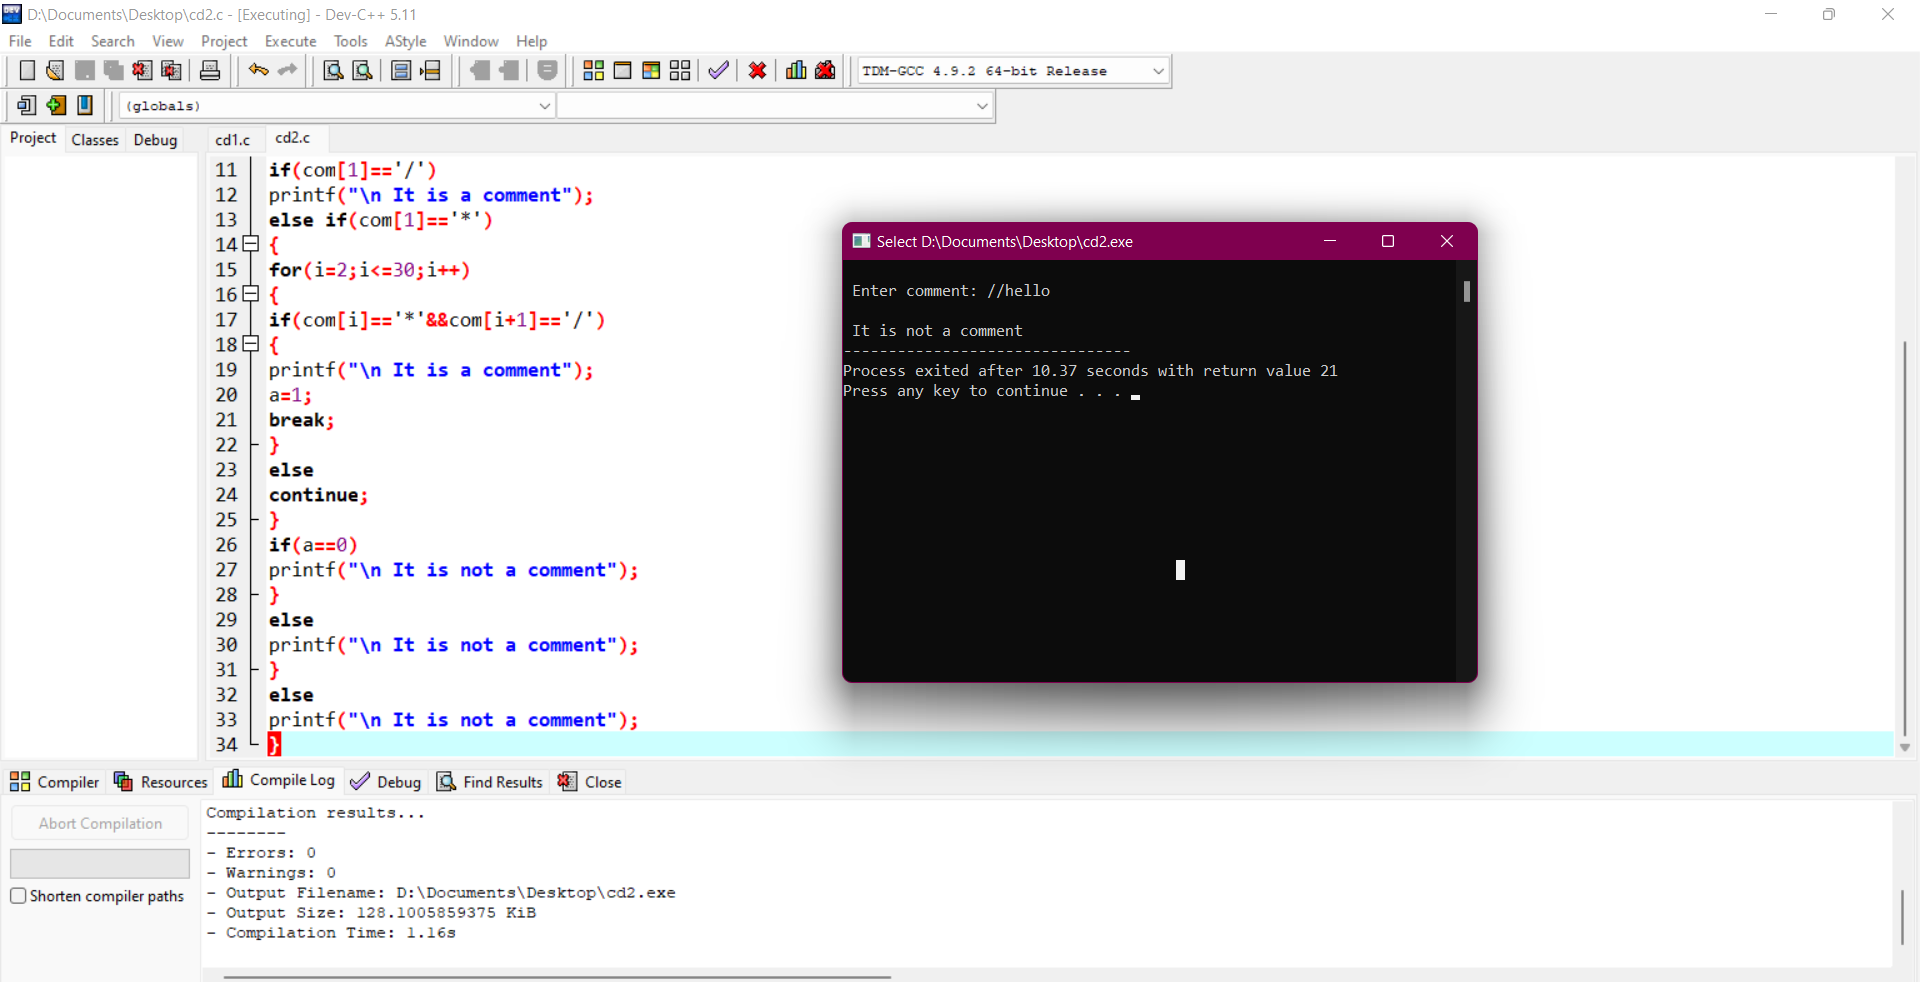 D:\Documents\Desktop\cd2.c - [Executing] - Dev-C++ 5.11
File Edit Search View Project Execute Tools AStyle Window Help
TDM-GCC 4.9.2 64-bit Release
(globals)
Project Classes Debug cd1.c cd2.c
11 if(com[1]=='/')
12 printf("\n It is a comment");
13 else if(com[1]=='*')
14 {
15 for(i=2;i<=30;i++)
16 {
17 if(com[i]=='*'&&com[i+1]=='/')
18 {
19 printf("\n It is a comment");
20 a=1;
21 break;
22 }
23 else
24 continue;
25 }
26 if(a==0)
27 printf("\n It is not a comment");
28 }
29 else
30 printf("\n It is not a comment");
31 }
32 else
33 printf("\n It is not a comment");
34 }
Select D:\Documents\Desktop\cd2.exe
Enter comment: //hello
It is not a comment
--------------------------------
Process exited after 10.37 seconds with return value 21
Press any key to continue . . .
Compiler Resources Compile Log Debug Find Results Close
Abort Compilation
Shorten compiler paths
Compilation results...
--------
- Errors: 0
- Warnings: 0
- Output Filename: D:\Documents\Desktop\cd2.exe
- Output Size: 128.1005859375 KiB
- Compilation Time: 1.16s